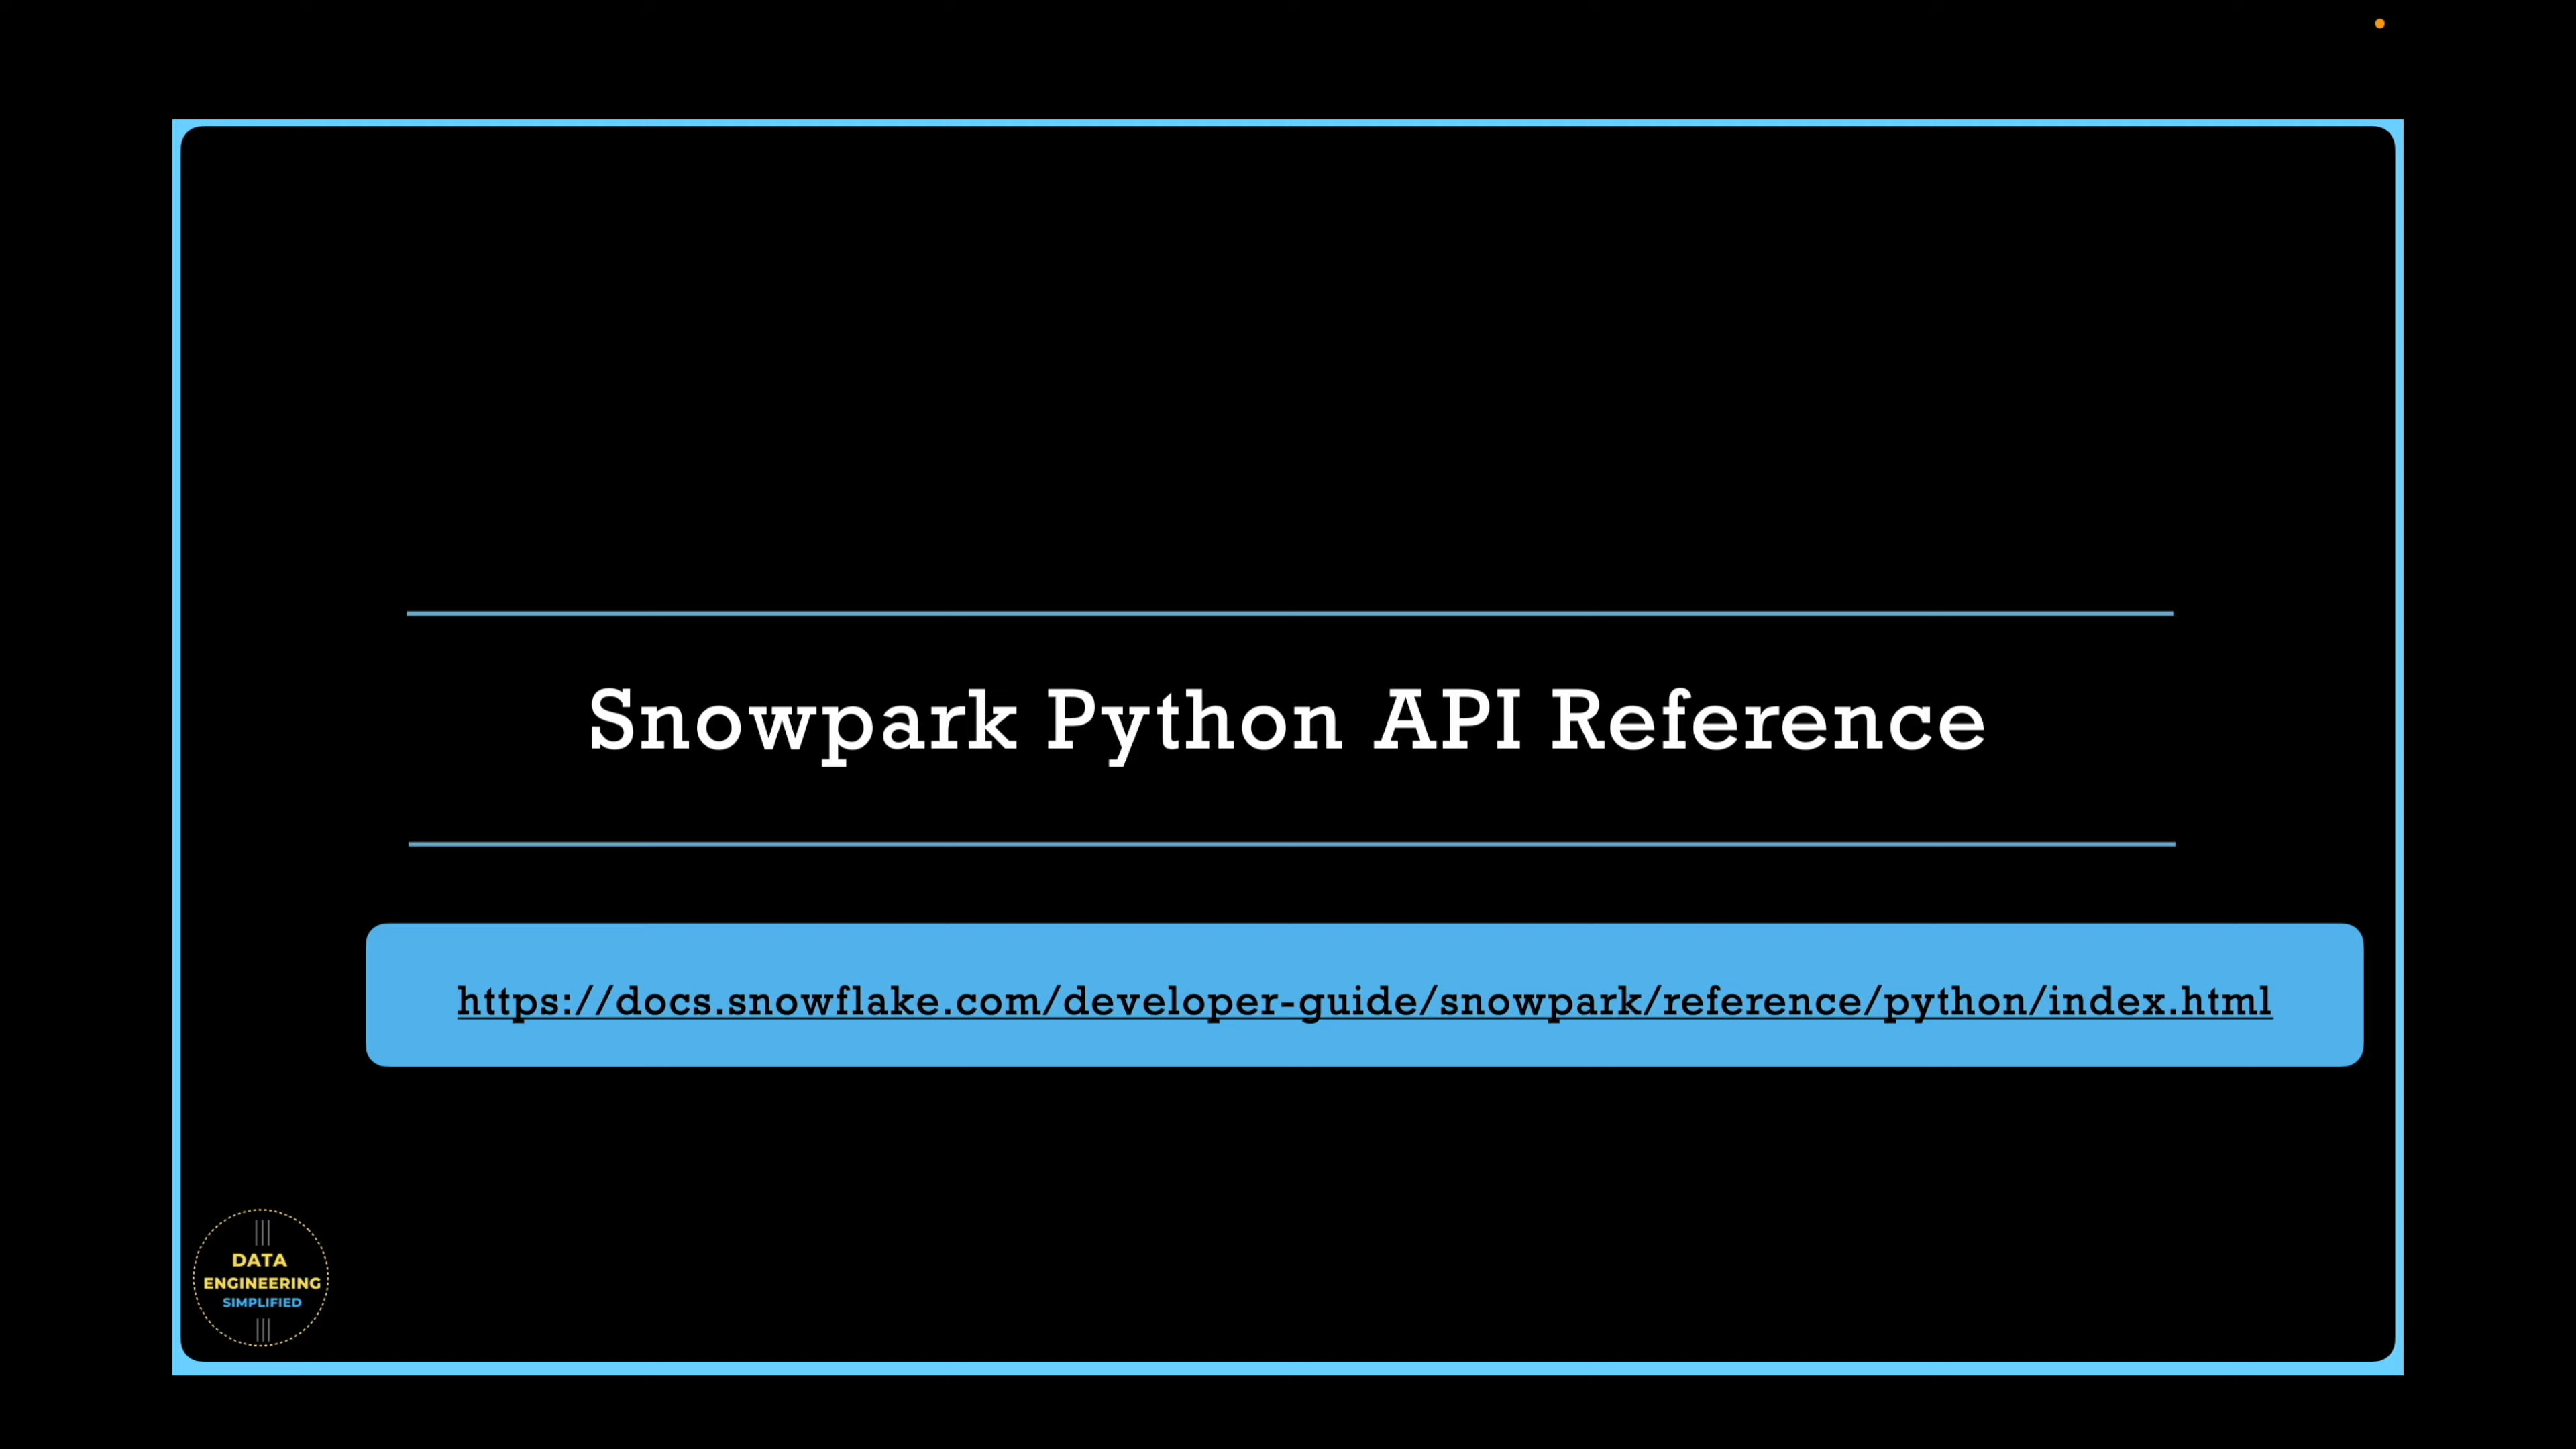 Snowpark Python API Reference
https://docs.snowflake.com/developer-guide/snowpark/reference/python/index.html
DATA
ENGINEERING
SIMPLIFIED